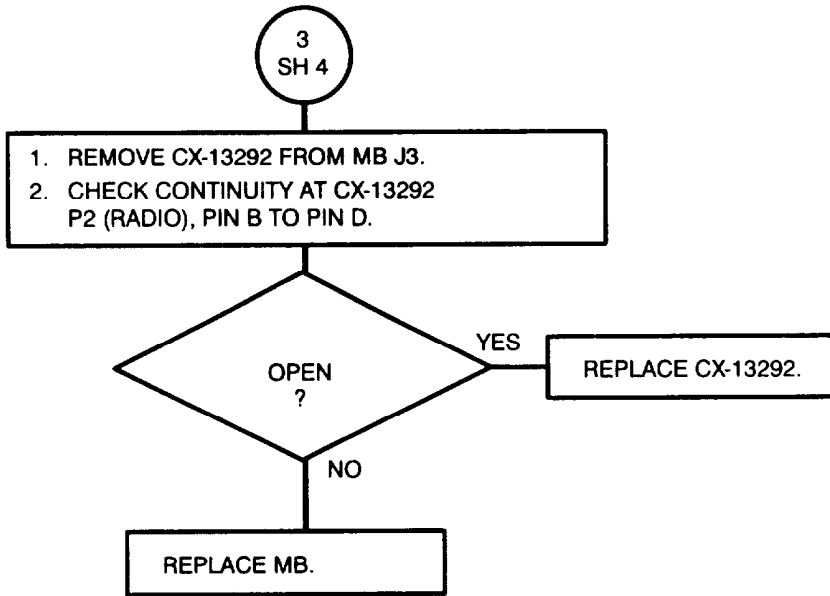 3
SH 4
1. REMOVE CX-13292 FROM MB J3.
2. CHECK CONTINUITY AT CX-13292
P2 (RADIO), PIN B TO PIN D.
OPEN
?
YES
REPLACE CX-13292.
NO
REPLACE MB.